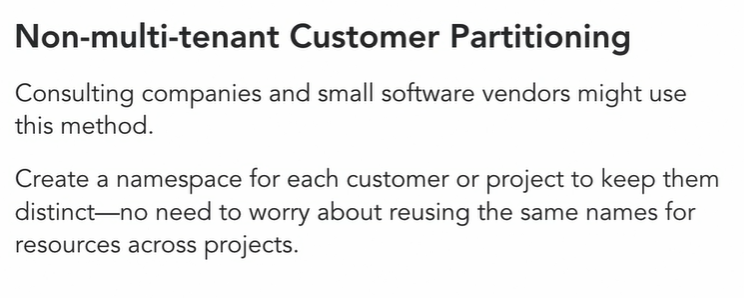 Non-multi-tenant Customer Partitioning
Consulting companies and small software vendors might use
this method.
Create a namespace for each customer or project to keep them
distinct—no need to worry about reusing the same names for
resources across projects.